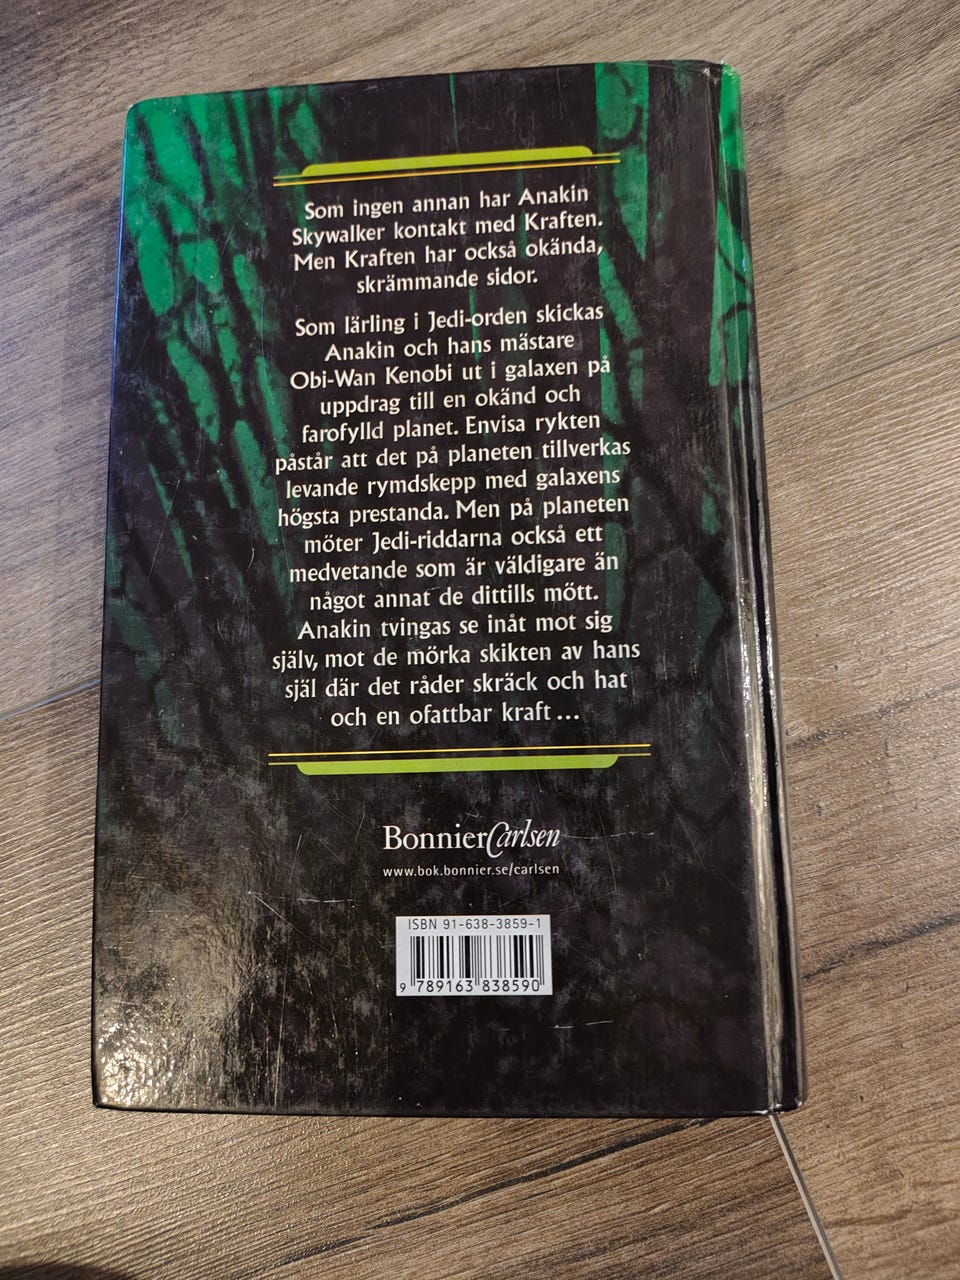 Som ingen annan har Anakin
Skywalker kontakt med Kraften.
Men Kraften har också okända,
skrämmande sidor.
Som lärling i Jedi-orden skickas
Anakin och hans mästare
Obi-Wan Kenobi ut i galaxen på
uppdrag till en okänd och
farofylld planet. Envisa rykten
påstår att det på planeten tillverkas
levande rymdskepp med galaxens
högsta prestanda. Men på planeten
möter Jedi-riddarna också ett
medvetande som är väldigare än
något annat de dittills mött.
Anakin tvingas se inåt mot sig
själv, mot de mörka skikten av hans
själ där det råder skräck och hat
och en ofattbar kraft ...
BonnierCarlsen
www.bok.bonnier.se/carlsen
ISBN 91-638-3859-1
9 789163 838590